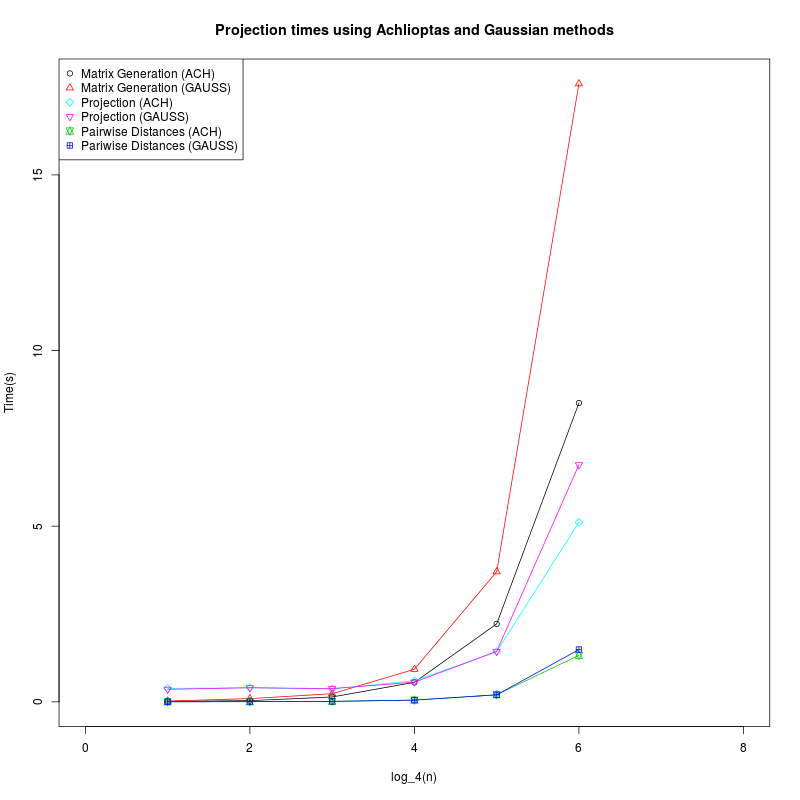 Projection times using Achlioptas and Gaussian methods
Matrix Generation (ACH)
Matrix Generation (GAUSS)
Projection (ACH)
Projection (GAUSS)
Pairwise Distances (ACH)
Pariwise Distances (GAUSS)
15
10
5
0
Time(s)
0 2 4 6 8
log_4(n)